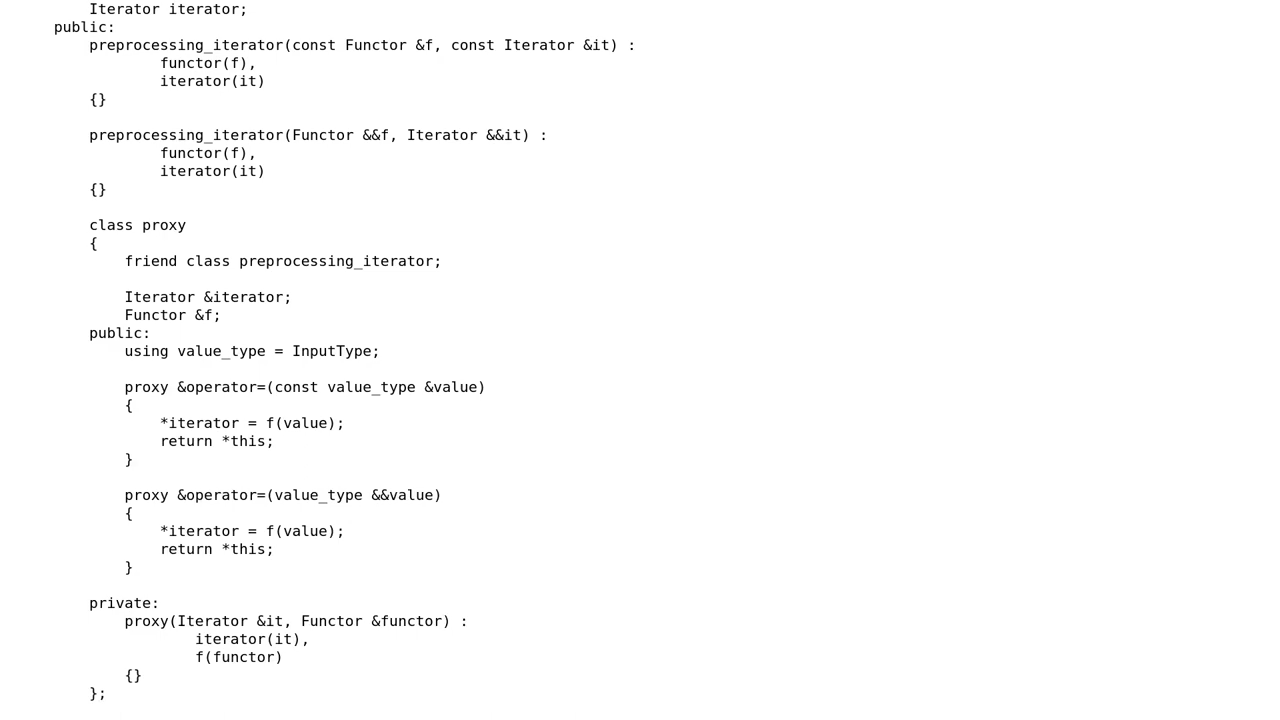 Iterator iterator;
public:
preprocessing_iterator(const Functor &f, const Iterator &it) :
functor(f),
iterator(it)
{}
preprocessing_iterator(Functor &&f, Iterator &&it) :
functor(f),
iterator(it)
{}
class proxy
{
friend class preprocessing_iterator;
Iterator &iterator;
Functor &f;
public:
using value_type = InputType;
proxy &operator=(const value_type &value)
{
*iterator = f(value);
return *this;
}
proxy &operator=(value_type &&value)
{
*iterator = f(value);
return *this;
}
private:
proxy(Iterator &it, Functor &functor) :
iterator(it),
f(functor)
{}
};